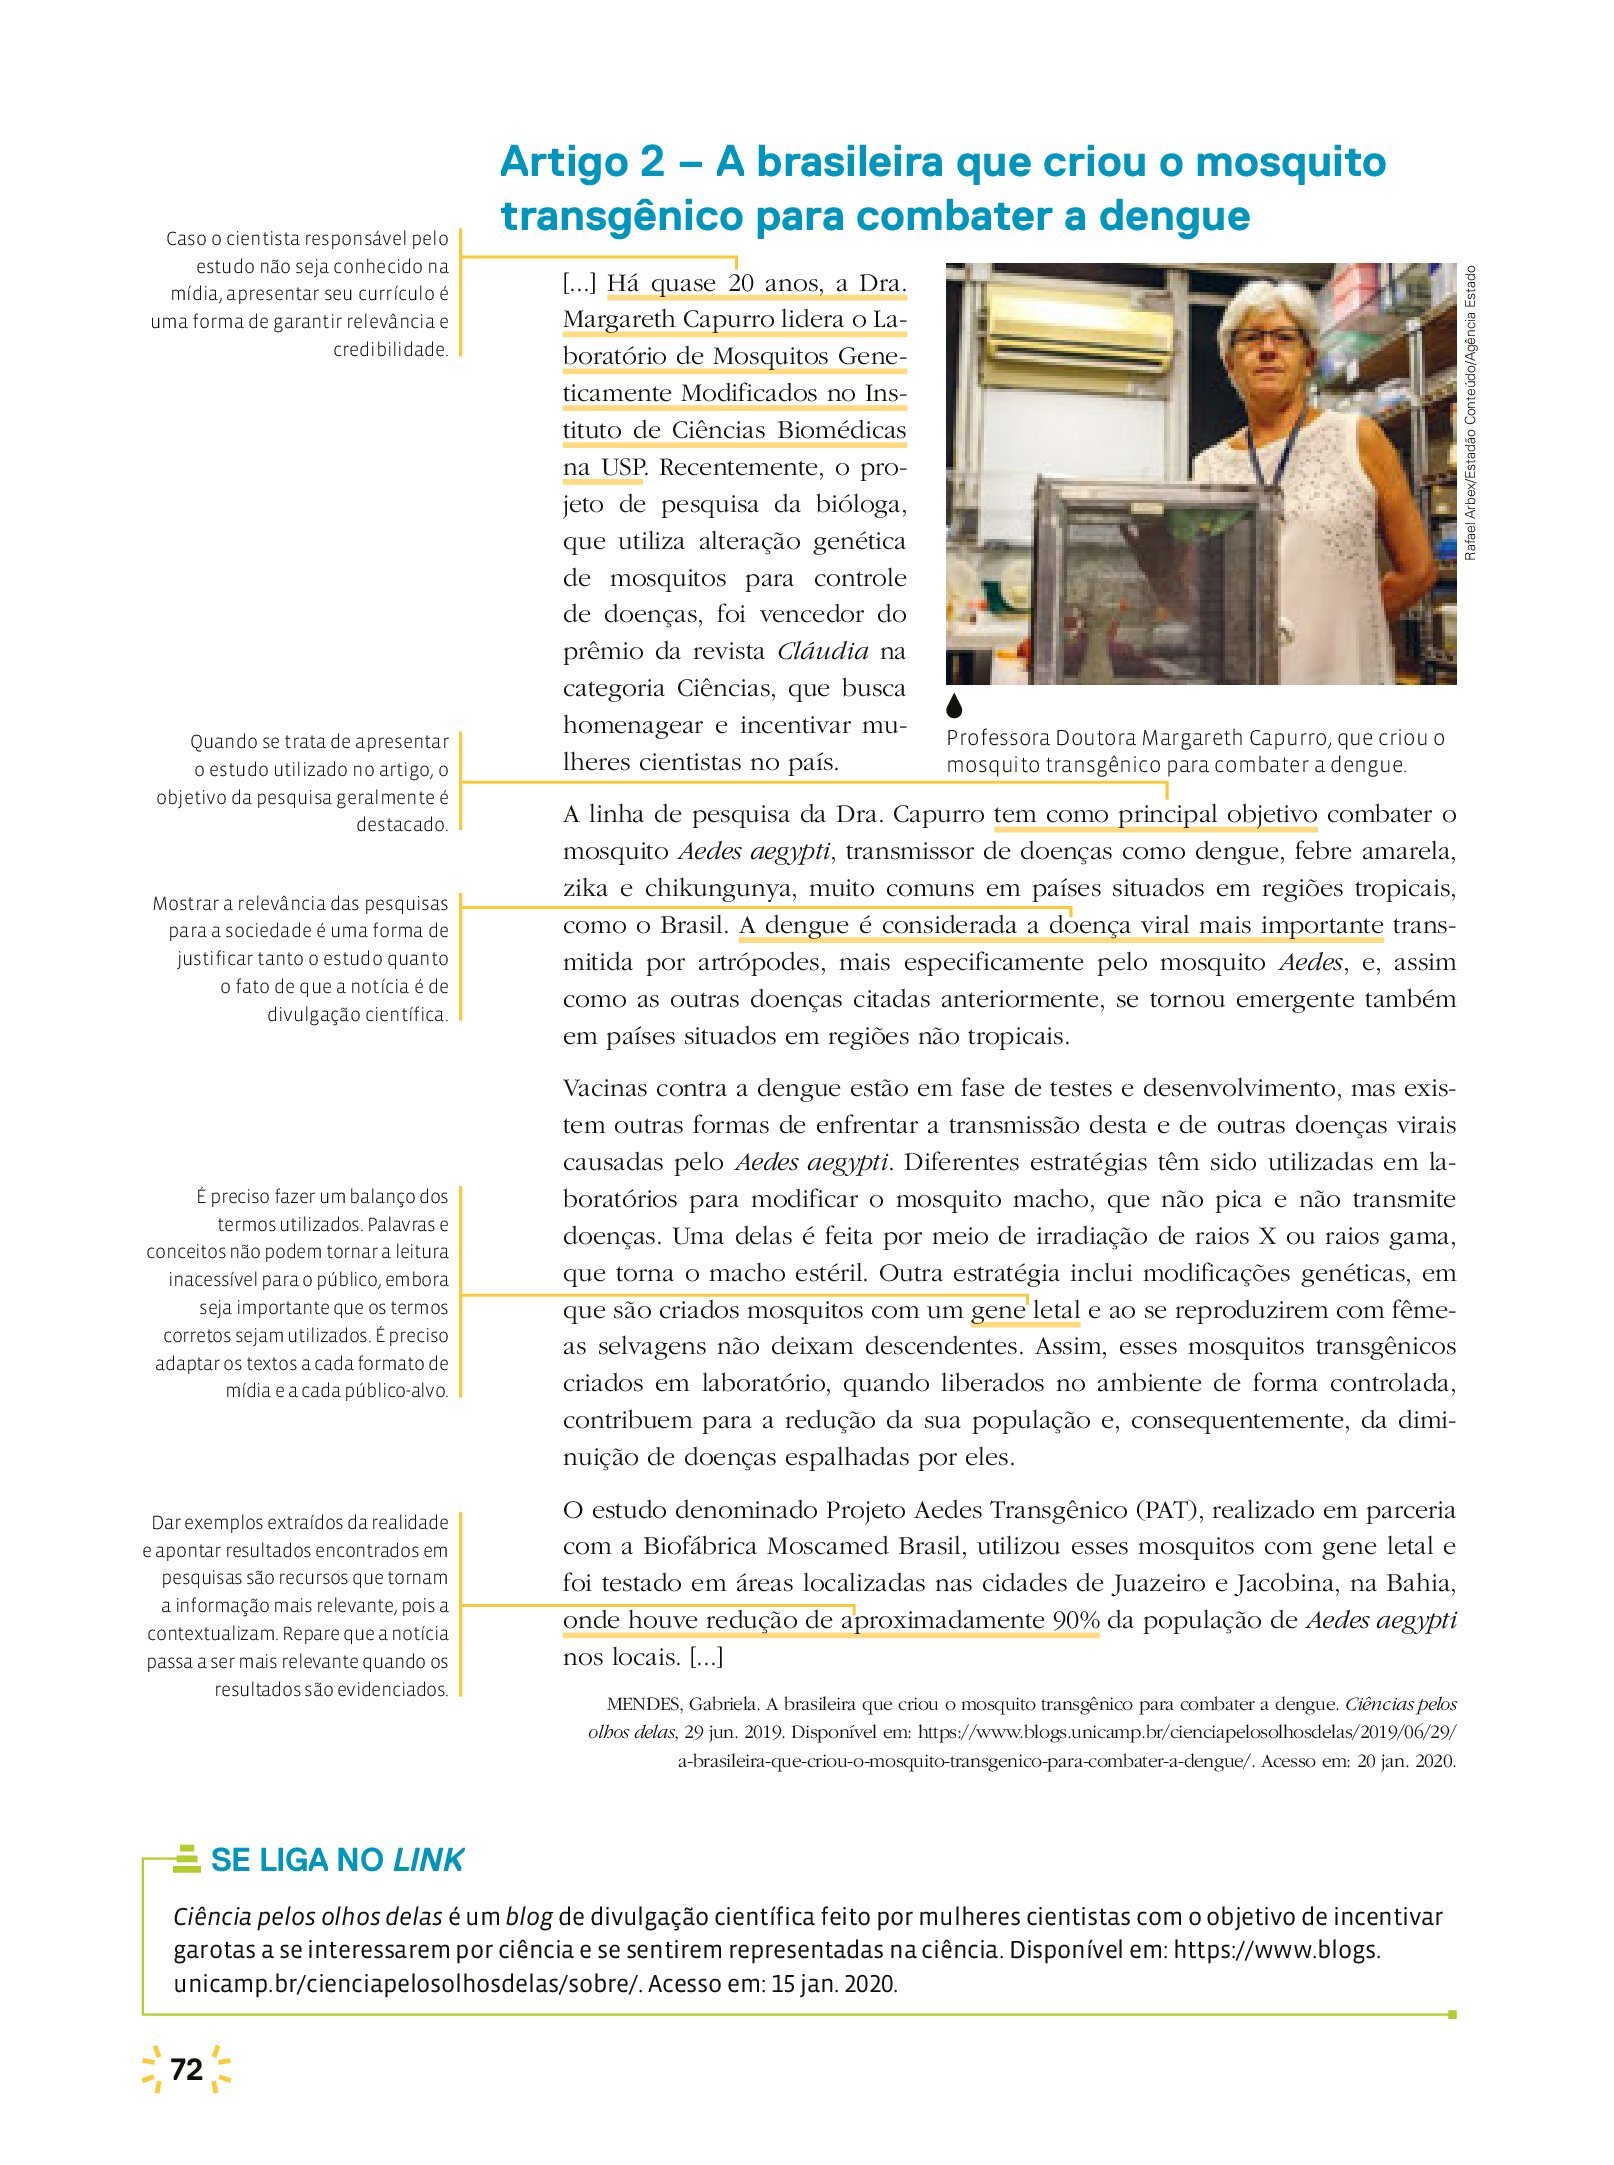 Artigo 2 – A brasileira que criou o mosquito
transgênico para combater a dengue
Caso o cientista responsável pelo
estudo não seja conhecido na
mídia, apresentar seu currículo é
uma forma de garantir relevância e
credibilidade.
[...] Há quase 20 anos, a Dra.
Margareth Capurro lidera o La-
boratório de Mosquitos Gene-
ticamente Modificados no Ins-
tituto de Ciências Biomédicas
na USP. Recentemente, o pro-
jeto de pesquisa da bióloga,
que utiliza alteração genética
de mosquitos para controle
de doenças, foi vencedor do
prêmio da revista Cláudia na
categoria Ciências, que busca
homenagear e incentivar mu-
lheres cientistas no país.
Rafael Arbex/Estadão Conteúdo/Agência Estado
Professora Doutora Margareth Capurro, que criou o
mosquito transgênico para combater a dengue.
Quando se trata de apresentar
o estudo utilizado no artigo, o
objetivo da pesquisa geralmente é
destacado.
A linha de pesquisa da Dra. Capurro tem como principal objetivo combater o
mosquito Aedes aegypti, transmissor de doenças como dengue, febre amarela,
zika e chikungunya, muito comuns em países situados em regiões tropicais,
como o Brasil. A dengue é considerada a doença viral mais importante trans-
mitida por artrópodes, mais especificamente pelo mosquito Aedes, e, assim
como as outras doenças citadas anteriormente, se tornou emergente também
em países situados em regiões não tropicais.
Mostrar a relevância das pesquisas
para a sociedade é uma forma de
justificar tanto o estudo quanto
o fato de que a notícia é de
divulgação científica.
Vacinas contra a dengue estão em fase de testes e desenvolvimento, mas exis-
tem outras formas de enfrentar a transmissão desta e de outras doenças virais
causadas pelo Aedes aegypti. Diferentes estratégias têm sido utilizadas em la-
boratórios para modificar o mosquito macho, que não pica e não transmite
doenças. Uma delas é feita por meio de irradiação de raios X ou raios gama,
que torna o macho estéril. Outra estratégia inclui modificações genéticas, em
que são criados mosquitos com um gene letal e ao se reproduzirem com fême-
as selvagens não deixam descendentes. Assim, esses mosquitos transgênicos
criados em laboratório, quando liberados no ambiente de forma controlada,
contribuem para a redução da sua população e, consequentemente, da dimi-
nuição de doenças espalhadas por eles.
É preciso fazer um balanço dos
termos utilizados. Palavras e
conceitos não podem tornar a leitura
inacessível para o público, embora
seja importante que os termos
corretos sejam utilizados. É preciso
adaptar os textos a cada formato de
mídia e a cada público-alvo.
O estudo denominado Projeto Aedes Transgênico (PAT), realizado em parceria
com a Biofábrica Moscamed Brasil, utilizou esses mosquitos com gene letal e
foi testado em áreas localizadas nas cidades de Juazeiro e Jacobina, na Bahia,
onde houve redução de aproximadamente 90% da população de Aedes aegypti
nos locais. [...]
Dar exemplos extraídos da realidade
e apontar resultados encontrados em
pesquisas são recursos que tornam
a informação mais relevante, pois a
contextualizam. Repare que a notícia
passa a ser mais relevante quando os
resultados são evidenciados.
MENDES, Gabriela. A brasileira que criou o mosquito transgênico para combater a dengue. Ciências pelos
olhos delas, 29 jun. 2019. Disponível em: https://www.blogs.unicamp.br/cienciapelosolhosdelas/2019/06/29/
a-brasileira-que-criou-o-mosquito-transgenico-para-combater-a-dengue/. Acesso em: 20 jan. 2020.
SE LIGA NO LINK
Ciência pelos olhos delas é um blog de divulgação científica feito por mulheres cientistas com o objetivo de incentivar
garotas a se interessarem por ciência e se sentirem representadas na ciência. Disponível em: https://www.blogs.
unicamp.br/cienciapelosolhosdelas/sobre/. Acesso em: 15 jan. 2020.
72